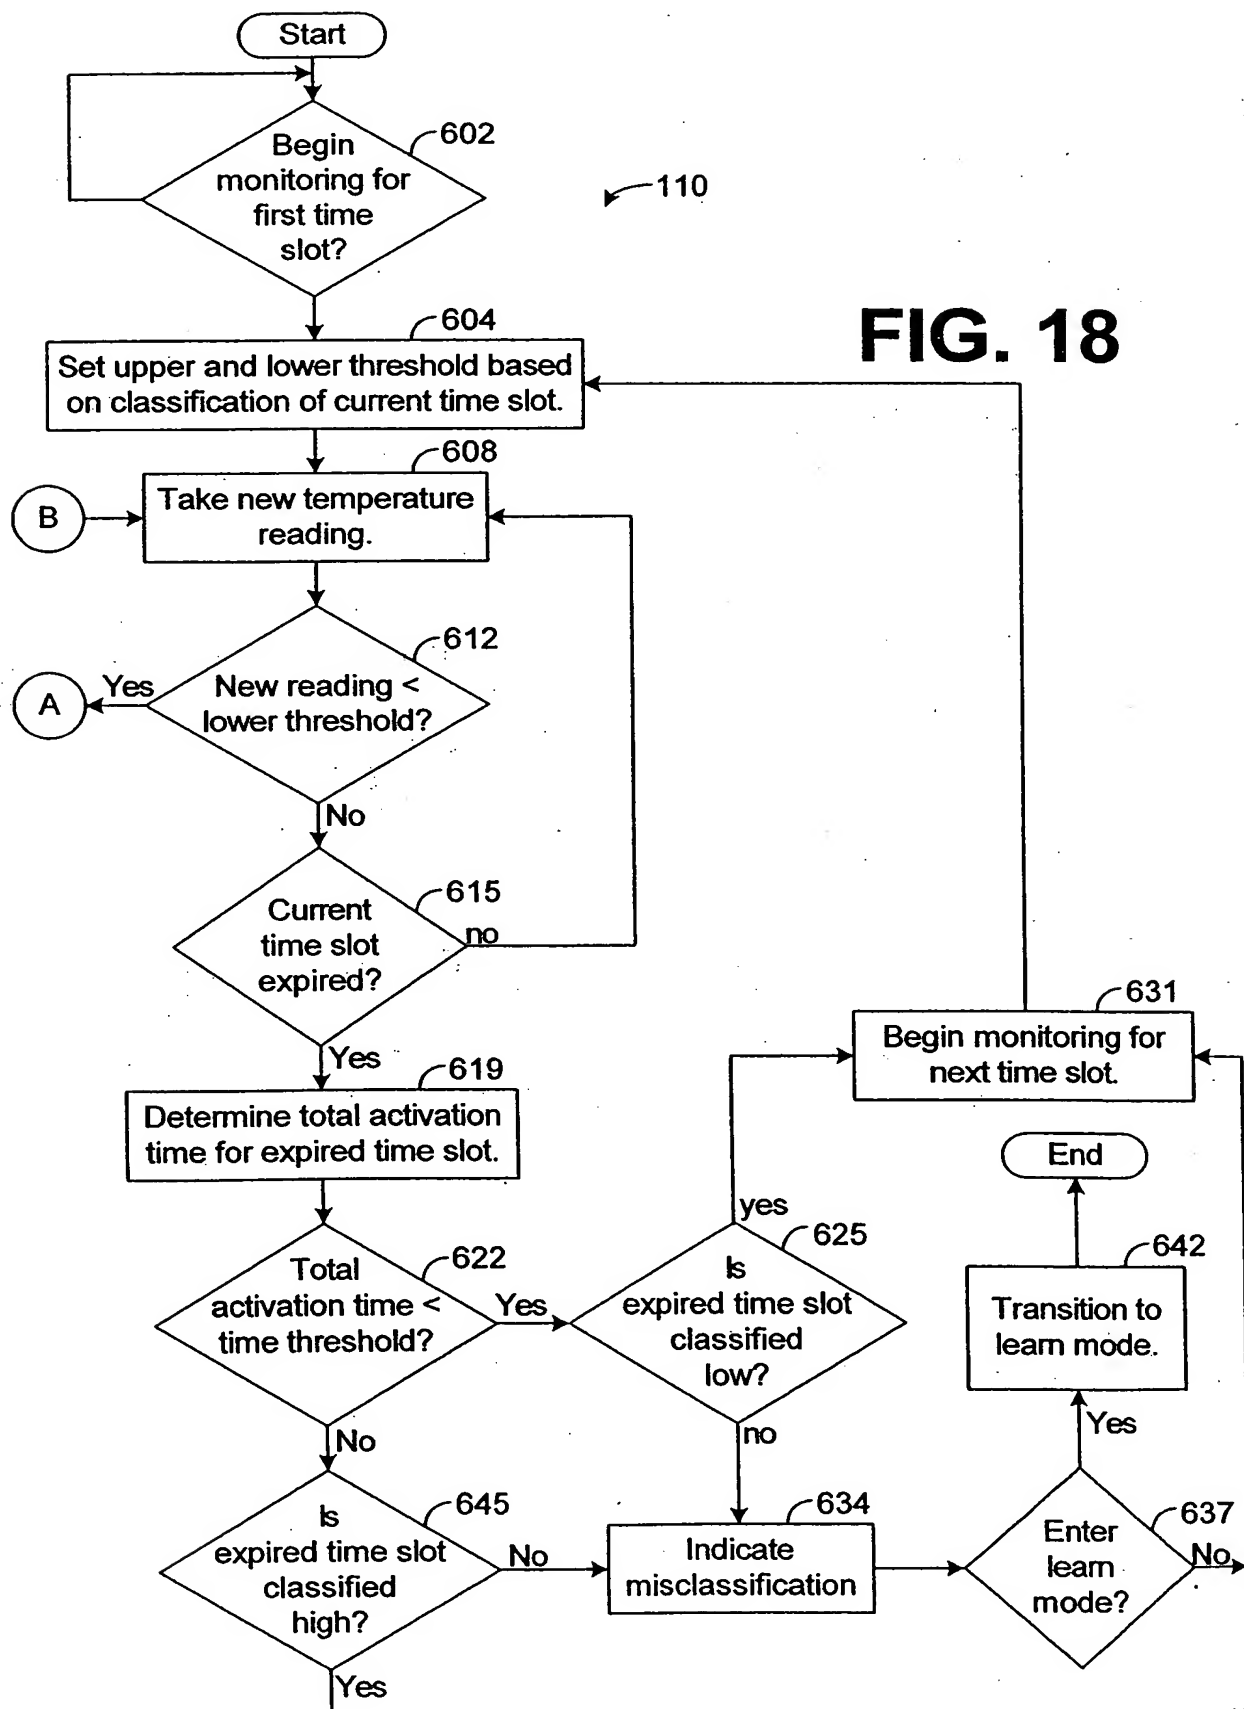 Start
Begin
monitoring for
first time
slot?
602
110
FIG. 18
604
Set upper and lower threshold based
on classification of current time slot.
608
B
Take new temperature
reading.
612
A
Yes
New reading <
lower threshold?
No
615
Current
time slot
expired?
no
Yes
631
Begin monitoring for
next time slot.
619
Determine total activation
time for expired time slot.
End
yes
622
Total
activation time <
time threshold?
Yes
625
Is
expired time slot
classified
low?
no
642
Transition to
learn mode.
Yes
No
645
Is
expired time slot
classified
high?
No
634
Indicate
misclassification
637
Enter
learn
mode?
No
Yes